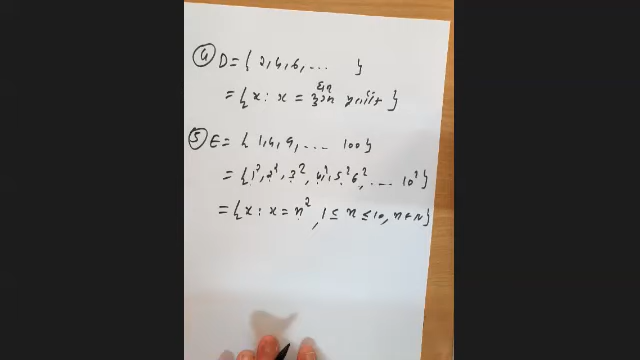 ④ D = { 2, 4, 6, ... }
= { x : x =
⑤ E = { 1, 4, 9, .... 100 }
= { 1², 2², 3², 4², 5², 6², .... 10² }
= { x : x = n², 1 ≤ n ≤ 10, n ∈ N }